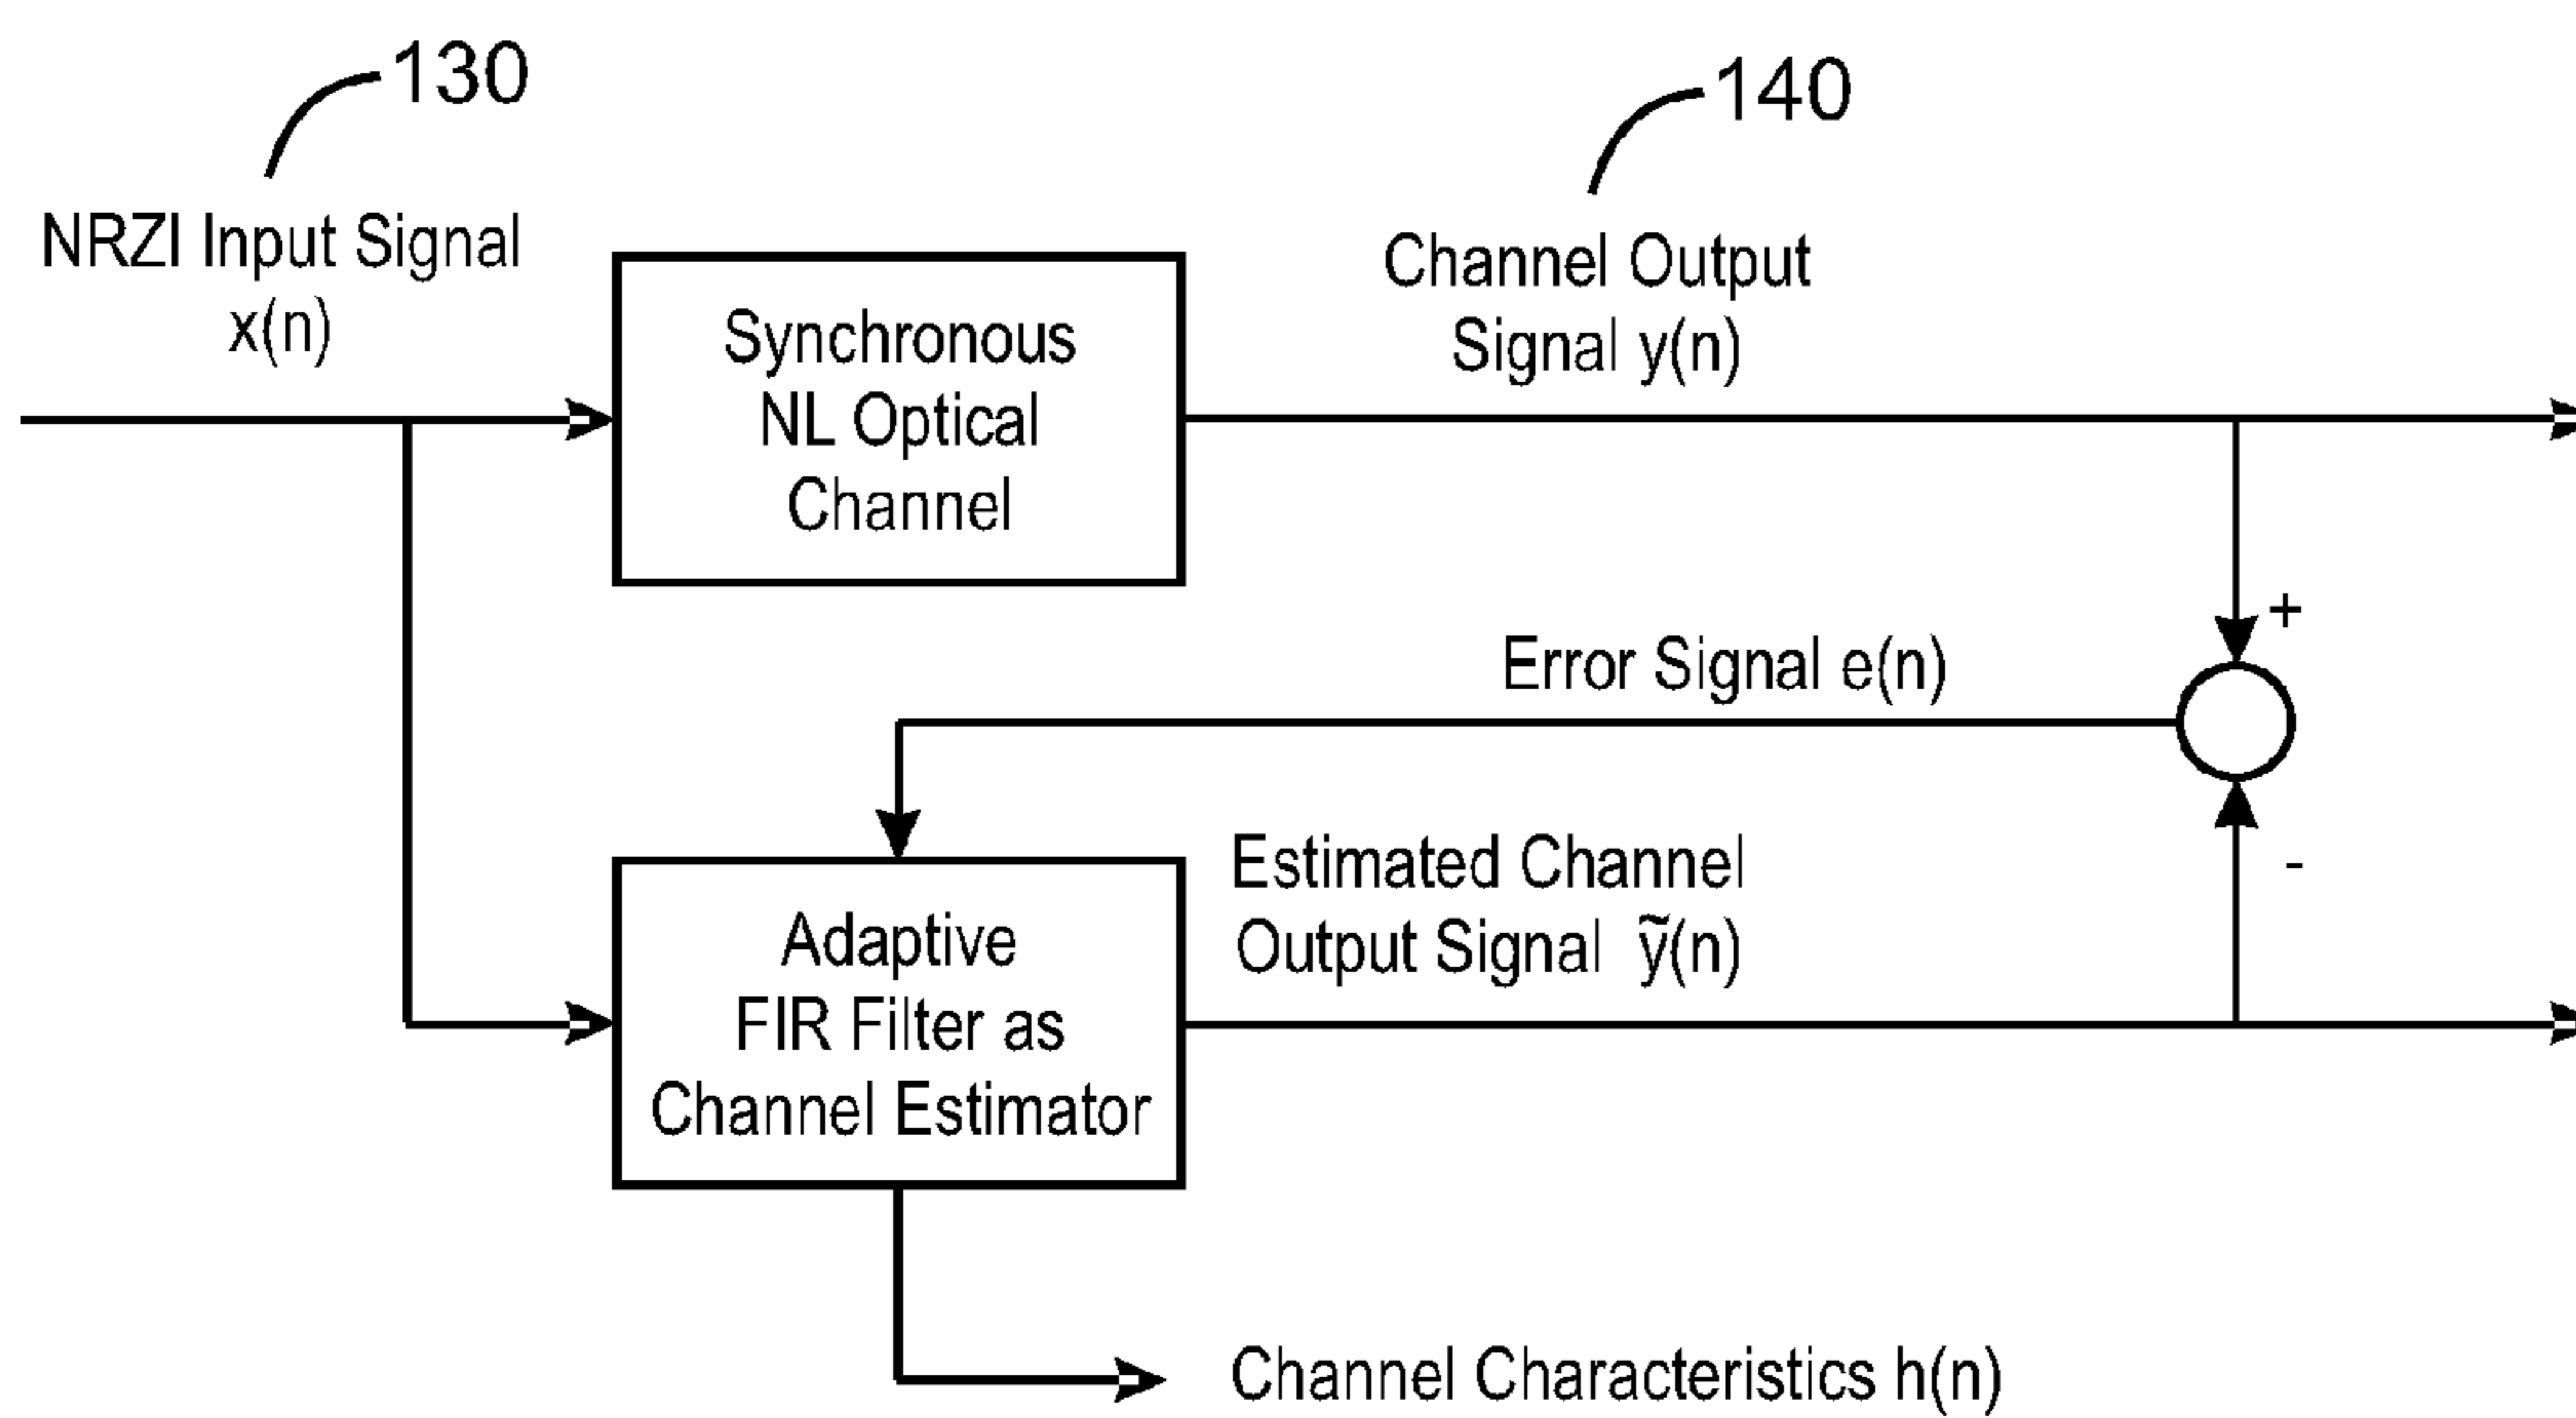 130
140
NRZI Input Signal
x(n)
Channel Output
Signal y(n)
Synchronous
NL Optical
Channel
+
Error Signal e(n)
-
Estimated Channel
Output Signal ỹ(n)
Adaptive
FIR Filter as
Channel Estimator
Channel Characteristics h(n)